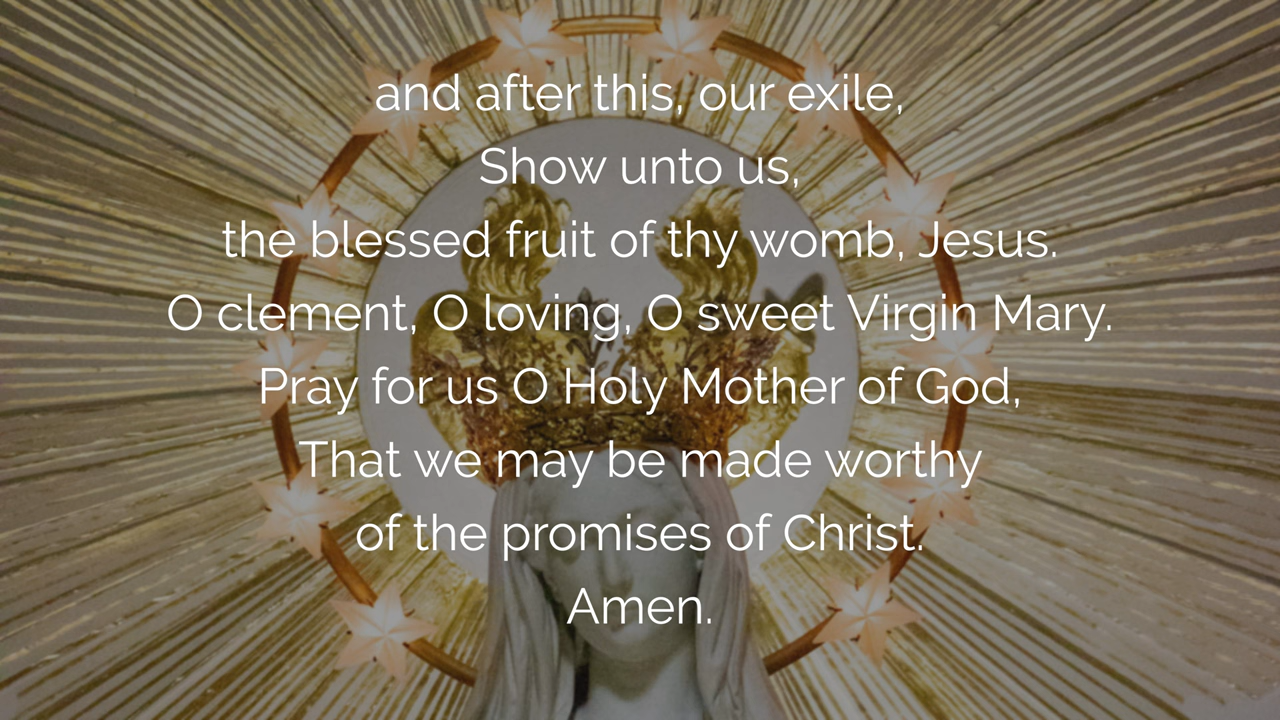 and after this, our exile,
Show unto us,
the blessed fruit of thy womb, Jesus.
O clement, O loving, O sweet Virgin Mary.
Pray for us O Holy Mother of God,
That we may be made worthy
of the promises of Christ.
Amen.